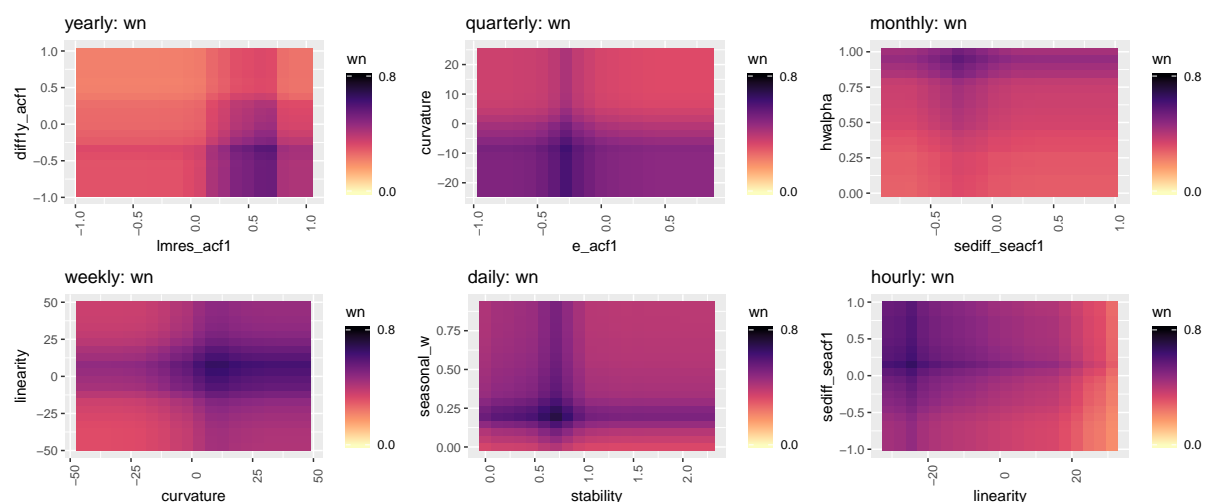 yearly: wn
quarterly: wn
monthly: wn
diff1y_acf1
1.0
0.5
0.0
−0.5
−1.0
−1.0
−0.5
0.0
0.5
1.0
lmres_acf1
wn
0.8
0.0
curvature
20
10
0
−10
−20
−1.0
−0.5
0.0
0.5
e_acf1
wn
0.8
0.0
hwalpha
1.00
0.75
0.50
0.25
0.00
−0.5
0.0
0.5
1.0
sediff_seacf1
wn
0.8
0.0
weekly: wn
daily: wn
hourly: wn
linearity
50
25
0
−25
−50
−50
−25
0
25
50
curvature
wn
0.8
0.0
seasonal_w
0.75
0.50
0.25
0.00
0.0
0.5
1.0
1.5
2.0
stability
wn
0.8
0.0
sediff_seacf1
1.0
0.5
0.0
−0.5
−1.0
−20
0
20
linearity
wn
0.8
0.0